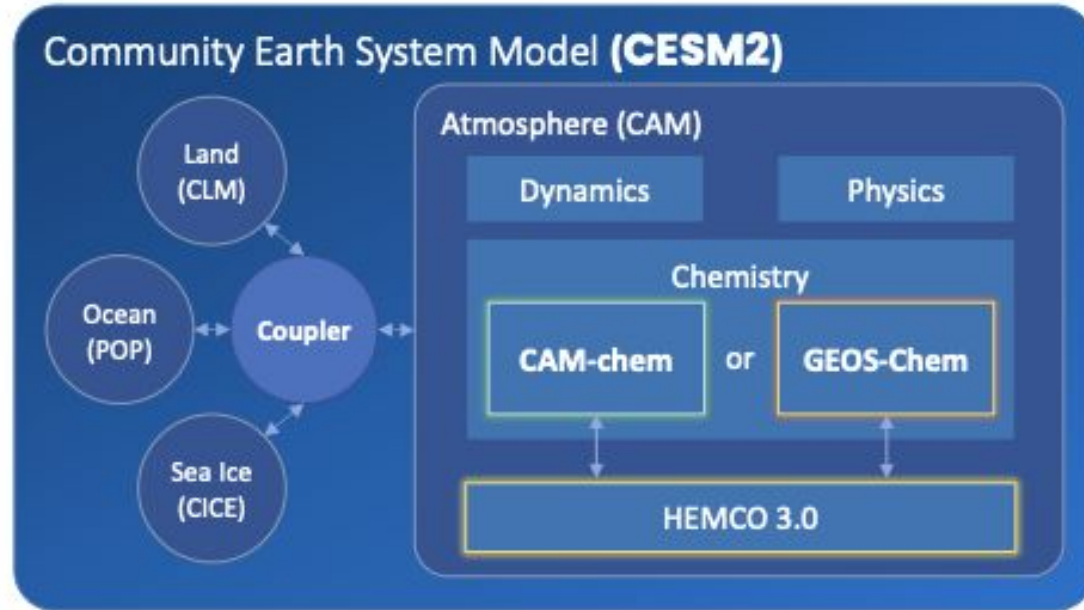 Community Earth System Model (CESM2)
Land
(CLM)
Ocean
(POP)
Sea Ice
(CICE)
Coupler
Atmosphere (CAM)
Dynamics
Physics
Chemistry
CAM-chem
or
GEOS-Chem
HEMCO 3.0